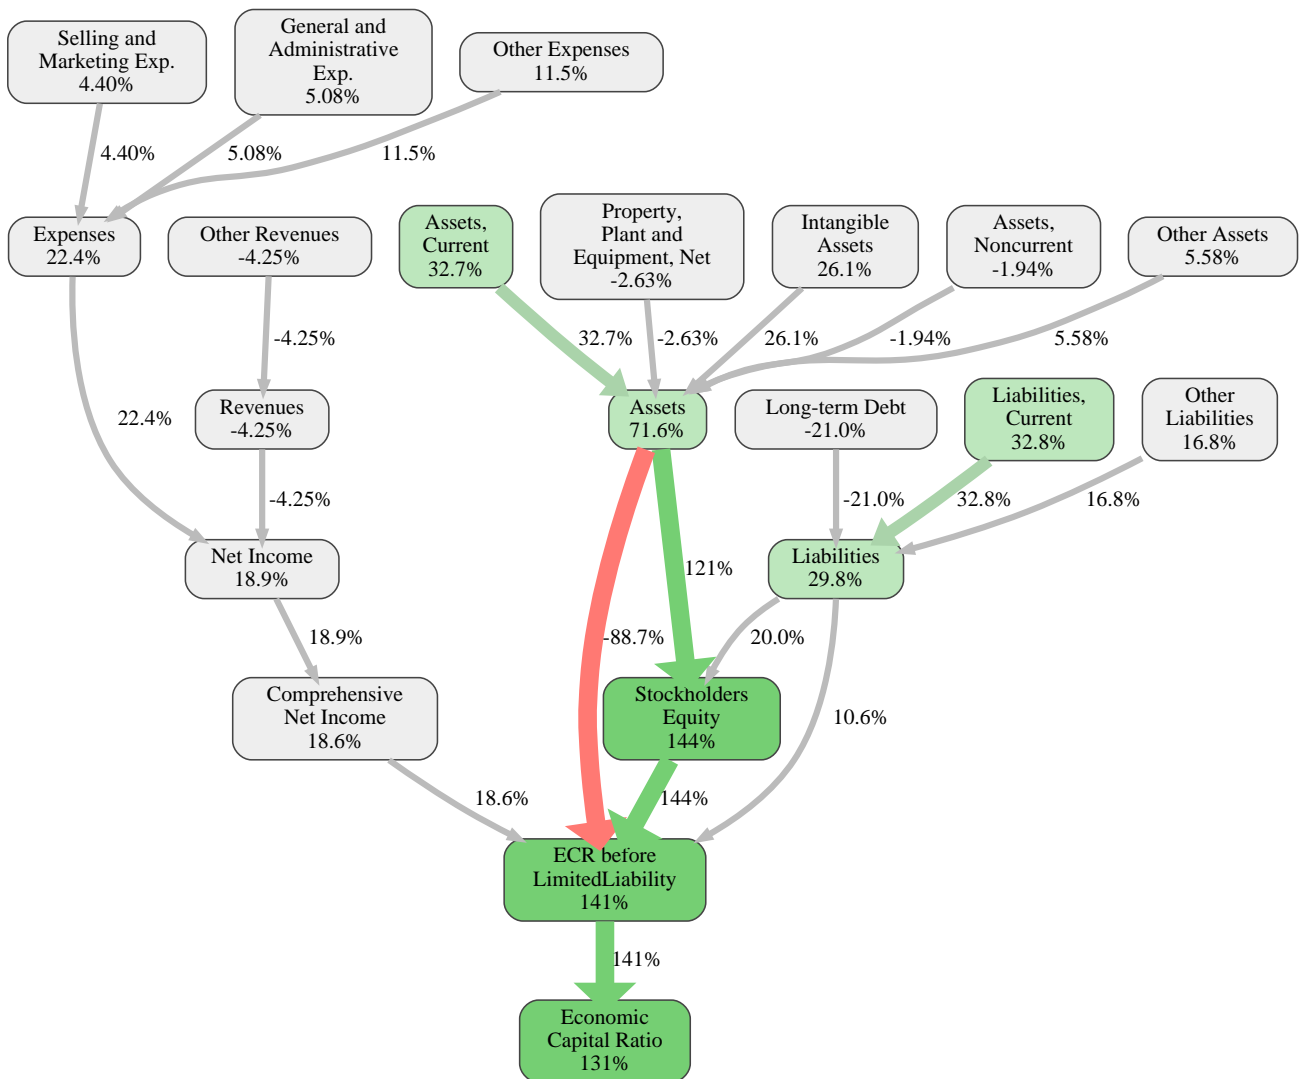 Selling and
Marketing Exp.
4.40%
General and
Administrative
Exp.
5.08%
Other Expenses
11.5%
4.40%
5.08%
11.5%
Expenses
22.4%
Other Revenues
-4.25%
Assets,
Current
32.7%
Property,
Plant and
Equipment, Net
-2.63%
Intangible
Assets
26.1%
Assets,
Noncurrent
-1.94%
Other Assets
5.58%
-4.25%
32.7%
-2.63%
26.1%
-1.94%
5.58%
22.4%
Revenues
-4.25%
Assets
71.6%
Long-term Debt
-21.0%
Liabilities,
Current
32.8%
Other
Liabilities
16.8%
-4.25%
-21.0%
32.8%
16.8%
Net Income
18.9%
121%
Liabilities
29.8%
18.9%
-88.7%
20.0%
Comprehensive
Net Income
18.6%
Stockholders
Equity
144%
10.6%
18.6%
144%
ECR before
LimitedLiability
141%
141%
Economic
Capital Ratio
131%